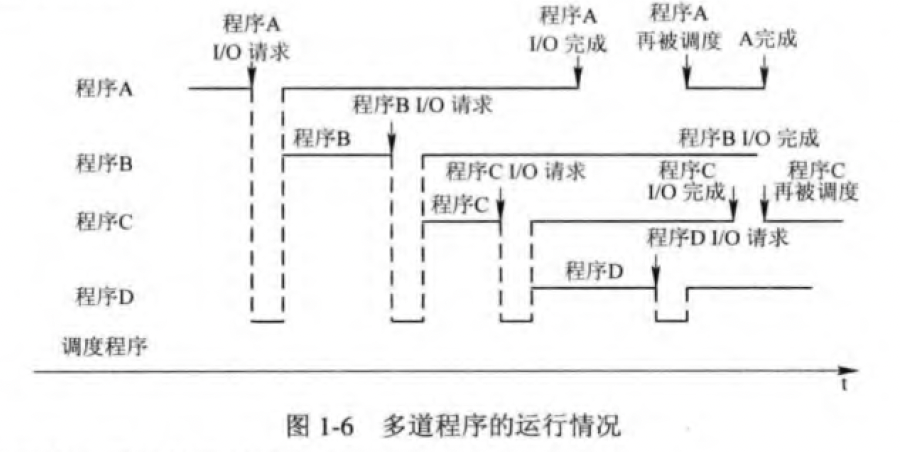 程序A
I/O 请求
程序A
I/O 完成
程序A
再被调度
A完成
程序A
程序B I/O 请求
程序B
程序B
程序B I/O 完成
程序C I/O 请求
程序C
I/O 完成
程序C
再被调度
程序C
程序C
程序D I/O 请求
程序D
程序D
调度程序
t
图 1-6 多道程序的运行情况